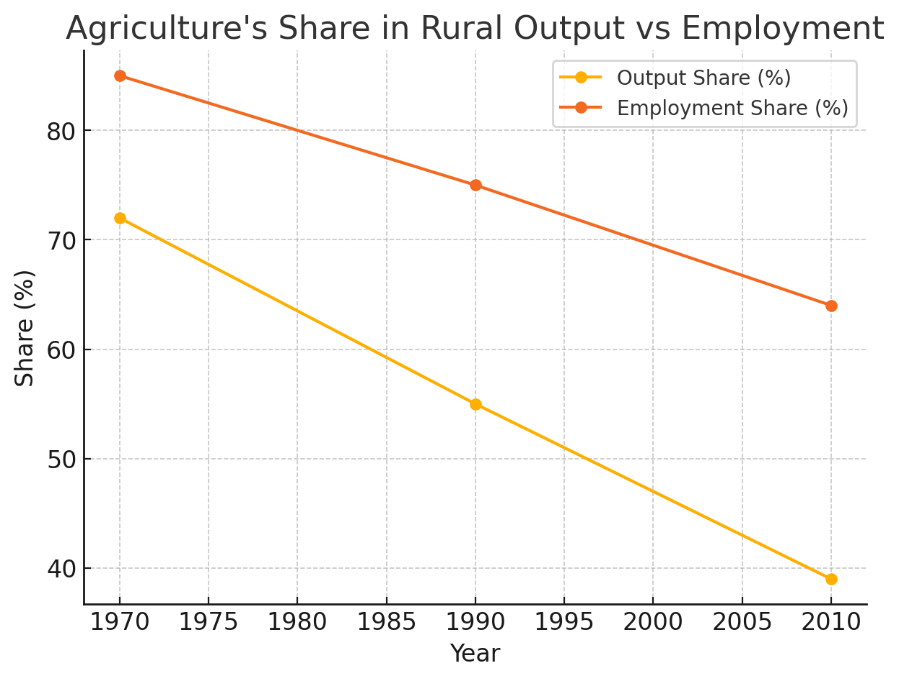 Agriculture's Share in Rural Output vs Employment
Output Share (%)
Employment Share (%)
Share (%)
80
70
60
50
40
1970 1975 1980 1985 1990 1995 2000 2005 2010
Year